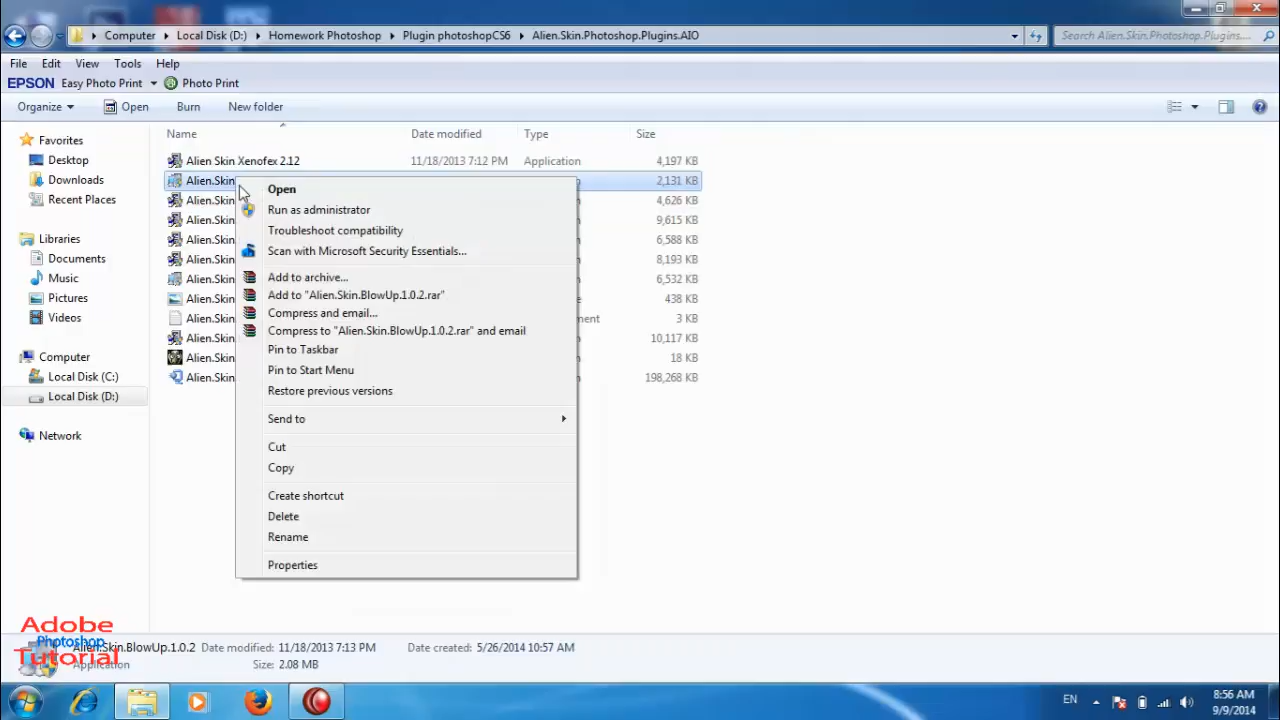 Computer Local Disk (D:) Homework Photoshop Plugin photoshopCS6 Alien.Skin.Photoshop.Plugins.AIO
Search Alien.Skin.Photoshop.Plugins....
File Edit View Tools Help
EPSON Easy Photo Print Photo Print
Organize Open Burn New folder
Favorites
Desktop
Downloads
Recent Places
Libraries
Documents
Music
Pictures
Videos
Computer
Local Disk (C:)
Local Disk (D:)
Network
Name Date modified Type Size
Alien Skin Xenofex 2.12 11/18/2013 7:12 PM Application 4,197 KB
Alien.Skin 2,131 KB
Alien.Skin 4,626 KB
Alien.Skin 9,615 KB
Alien.Skin 6,588 KB
Alien.Skin 8,193 KB
Alien.Skin 6,532 KB
Alien.Skin 438 KB
Alien.Skin ment 3 KB
Alien.Skin 10,117 KB
Alien.Skin 18 KB
Alien.Skin 198,268 KB
Open
Run as administrator
Troubleshoot compatibility
Scan with Microsoft Security Essentials...
Add to archive...
Add to "Alien.Skin.BlowUp.1.0.2.rar"
Compress and email...
Compress to "Alien.Skin.BlowUp.1.0.2.rar" and email
Pin to Taskbar
Pin to Start Menu
Restore previous versions
Send to
Cut
Copy
Create shortcut
Delete
Rename
Properties
Adobe
Photoshop
Tutorial
Alien.Skin.BlowUp.1.0.2 Date modified: 11/18/2013 7:13 PM Date created: 5/26/2014 10:57 AM
Application Size: 2.08 MB
EN 8:56 AM
9/9/2014